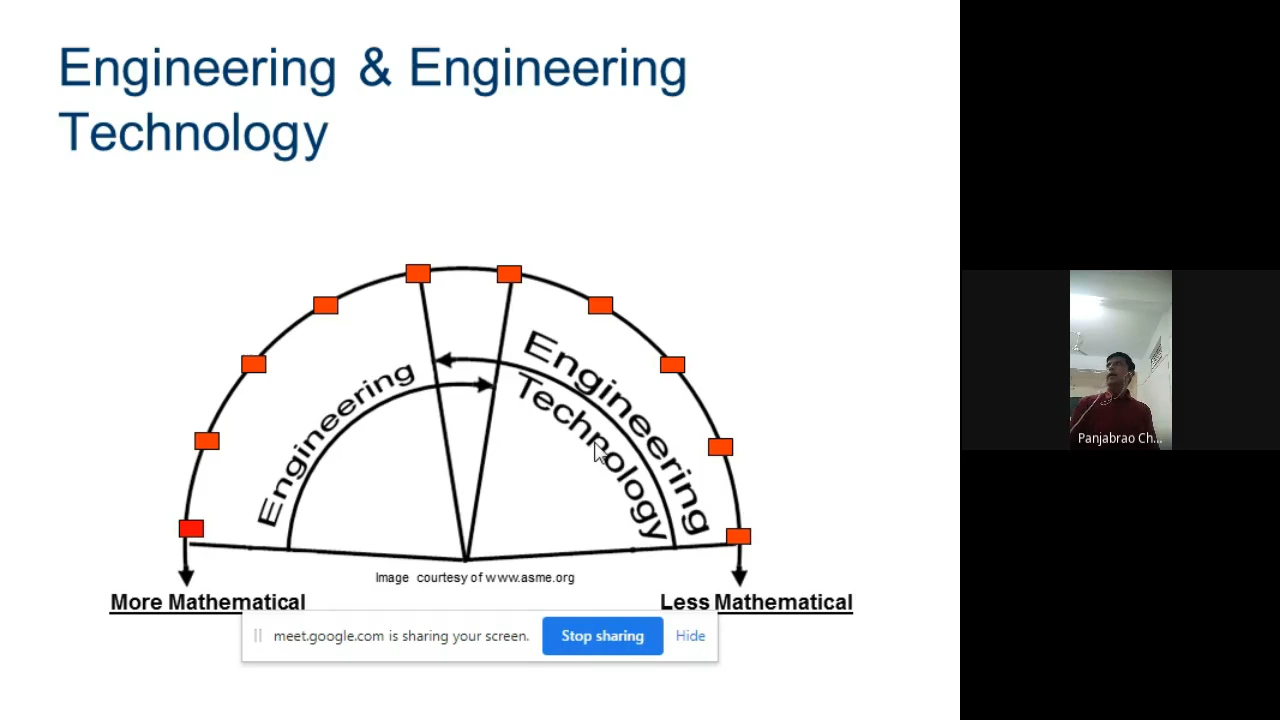 Engineering & Engineering
Technology
Engineering
Engineering
Technology
Image courtesy of www.asme.org
More Mathematical
Less Mathematical
meet.google.com is sharing your screen.
Stop sharing
Hide
Panjabrao Ch...